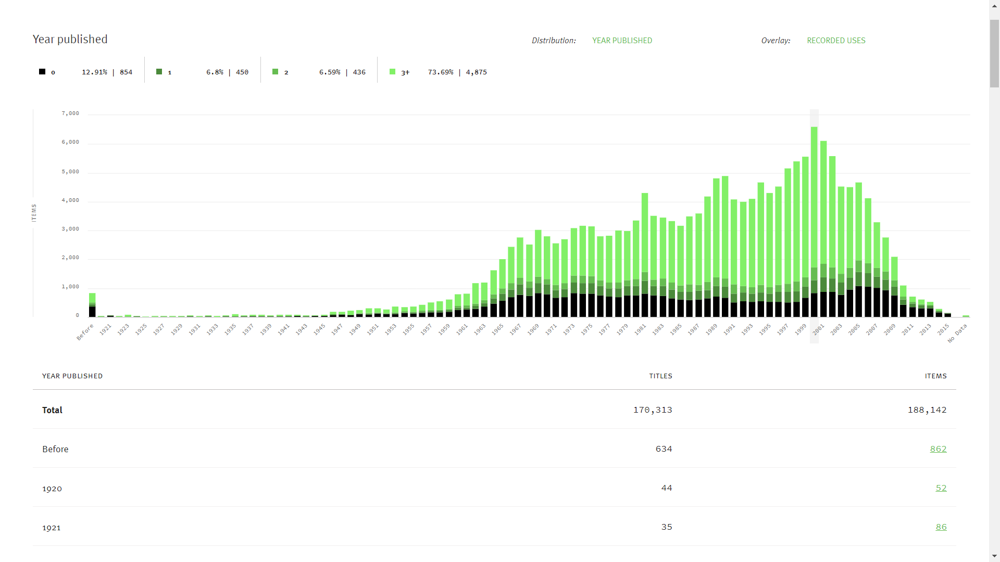 Year published
Distribution: YEAR PUBLISHED
Overlay: RECORDED USES
0 12.91% | 854
1 6.8% | 450
2 6.59% | 436
3+ 73.69% | 4,875
7,000
6,000
5,000
4,000
3,000
2,000
1,000
0
ITEMS
Before 1921 1923 1925 1927 1929 1931 1933 1935 1937 1939 1941 1943 1945 1947 1949 1951 1953 1955 1957 1959 1961 1963 1965 1967 1969 1971 1973 1975 1977 1979 1981 1983 1985 1987 1989 1991 1993 1995 1997 1999 2001 2003 2005 2007 2009 2011 2013 2015 No Data
YEAR PUBLISHED TITLES ITEMS
Total 170,313 188,142
Before 634 862
1920 44 52
1921 35 86